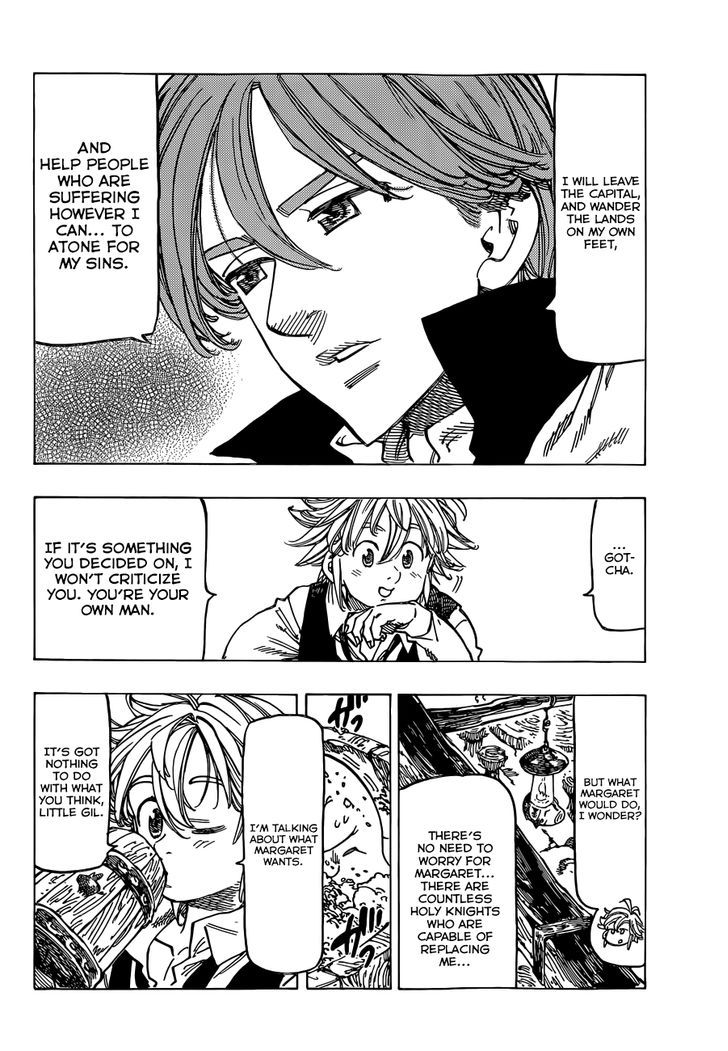 I WILL LEAVE
THE CAPITAL,
AND WANDER
THE LANDS
ON MY OWN
FEET,
AND
HELP PEOPLE
WHO ARE
SUFFERING
HOWEVER I
CAN... TO
ATONE FOR
MY SINS.
...
GOT-
CHA.
IF IT'S SOMETHING
YOU DECIDED ON, I
WON'T CRITICIZE
YOU. YOU'RE YOUR
OWN MAN.
BUT WHAT
MARGARET
WOULD DO,
I WONDER?
THERE'S
NO NEED TO
WORRY FOR
MARGARET...
THERE ARE
COUNTLESS
HOLY KNIGHTS
WHO ARE
CAPABLE OF
REPLACING
ME...
ガッ
ガッ
I'M TALKING
ABOUT WHAT
MARGARET
WANTS.
IT'S GOT
NOTHING
TO DO
WITH WHAT
YOU THINK,
LITTLE GIL.